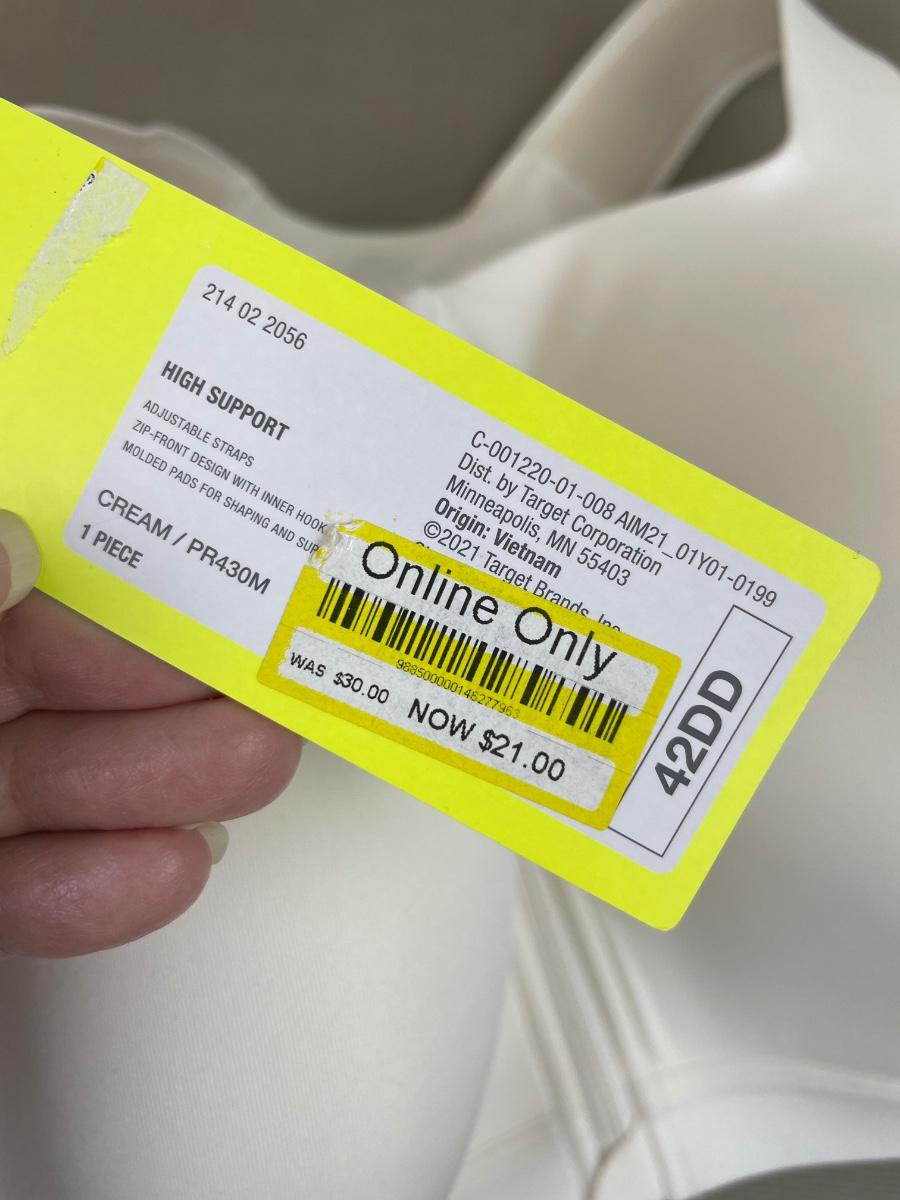 214 02 2056
HIGH SUPPORT
ADJUSTABLE STRAPS
ZIP-FRONT DESIGN WITH INNER HOOK
MOLDED PADS FOR SHAPING AND SUP
CREAM / PR430M
1 PIECE
C-001220-01-008 AIM21_01Y01-0199
Dist. by Target Corporation
Minneapolis, MN 55403
Origin: Vietnam
©2021 Target Brands, Inc.
Online Only
988500000146277963
WAS $30.00 NOW $21.00
42DD